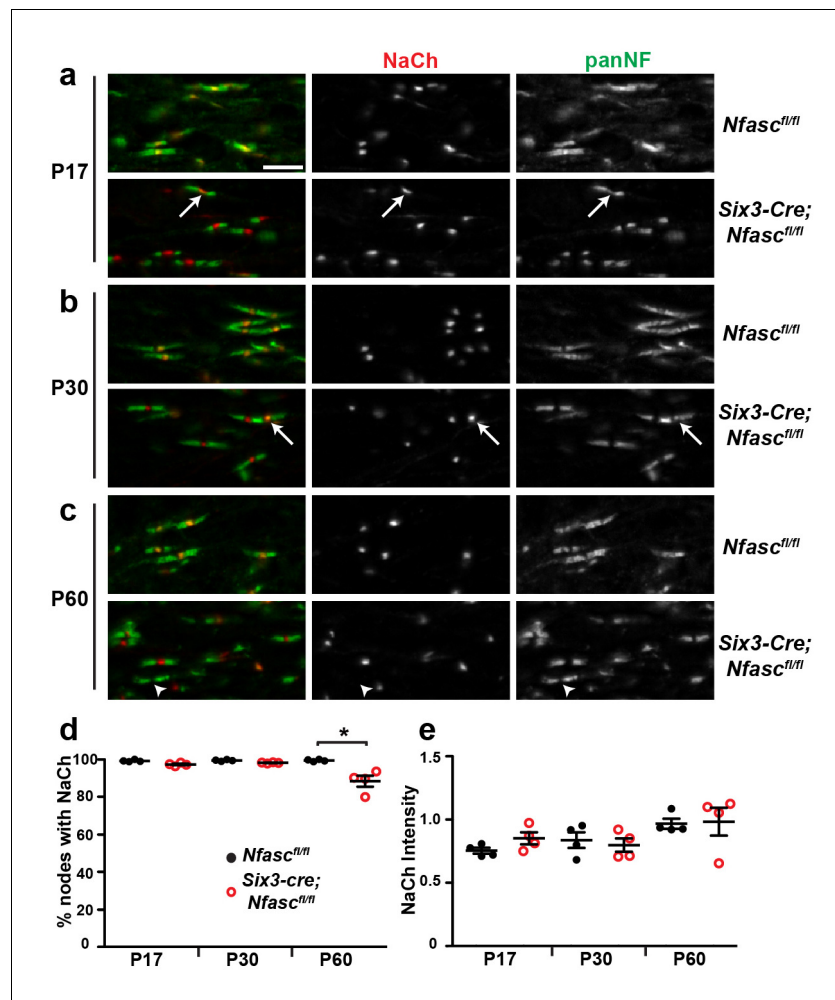 NaCh panNF
a
Nfasc^fl/fl
P17
Six3-Cre;
Nfasc^fl/fl
b
Nfasc^fl/fl
P30
Six3-Cre;
Nfasc^fl/fl
c
Nfasc^fl/fl
P60
Six3-Cre;
Nfasc^fl/fl
d
% nodes with NaCh
100
80
60
40
20
0
*
Nfasc^fl/fl
Six3-cre;
Nfasc^fl/fl
P17 P30 P60
e
NaCh Intensity
1.5
1.0
0.5
0
P17 P30 P60